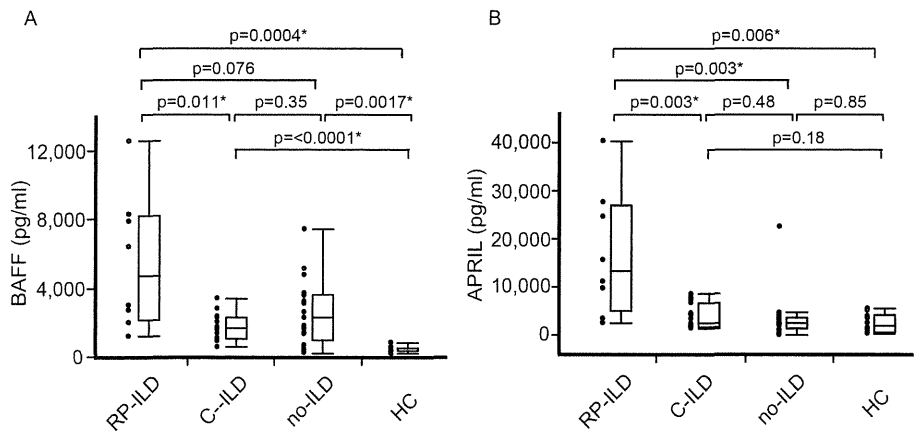 A
p=0.0004*
p=0.076
p=0.011*
p=0.35
p=0.0017*
p=<0.0001*
BAFF (pg/ml)
12,000
8,000
4,000
0
RP-ILD
C--ILD
no-ILD
HC
B
p=0.006*
p=0.003*
p=0.003*
p=0.48
p=0.85
p=0.18
APRIL (pg/ml)
40,000
30,000
20,000
10,000
0
RP-ILD
C-ILD
no-ILD
HC